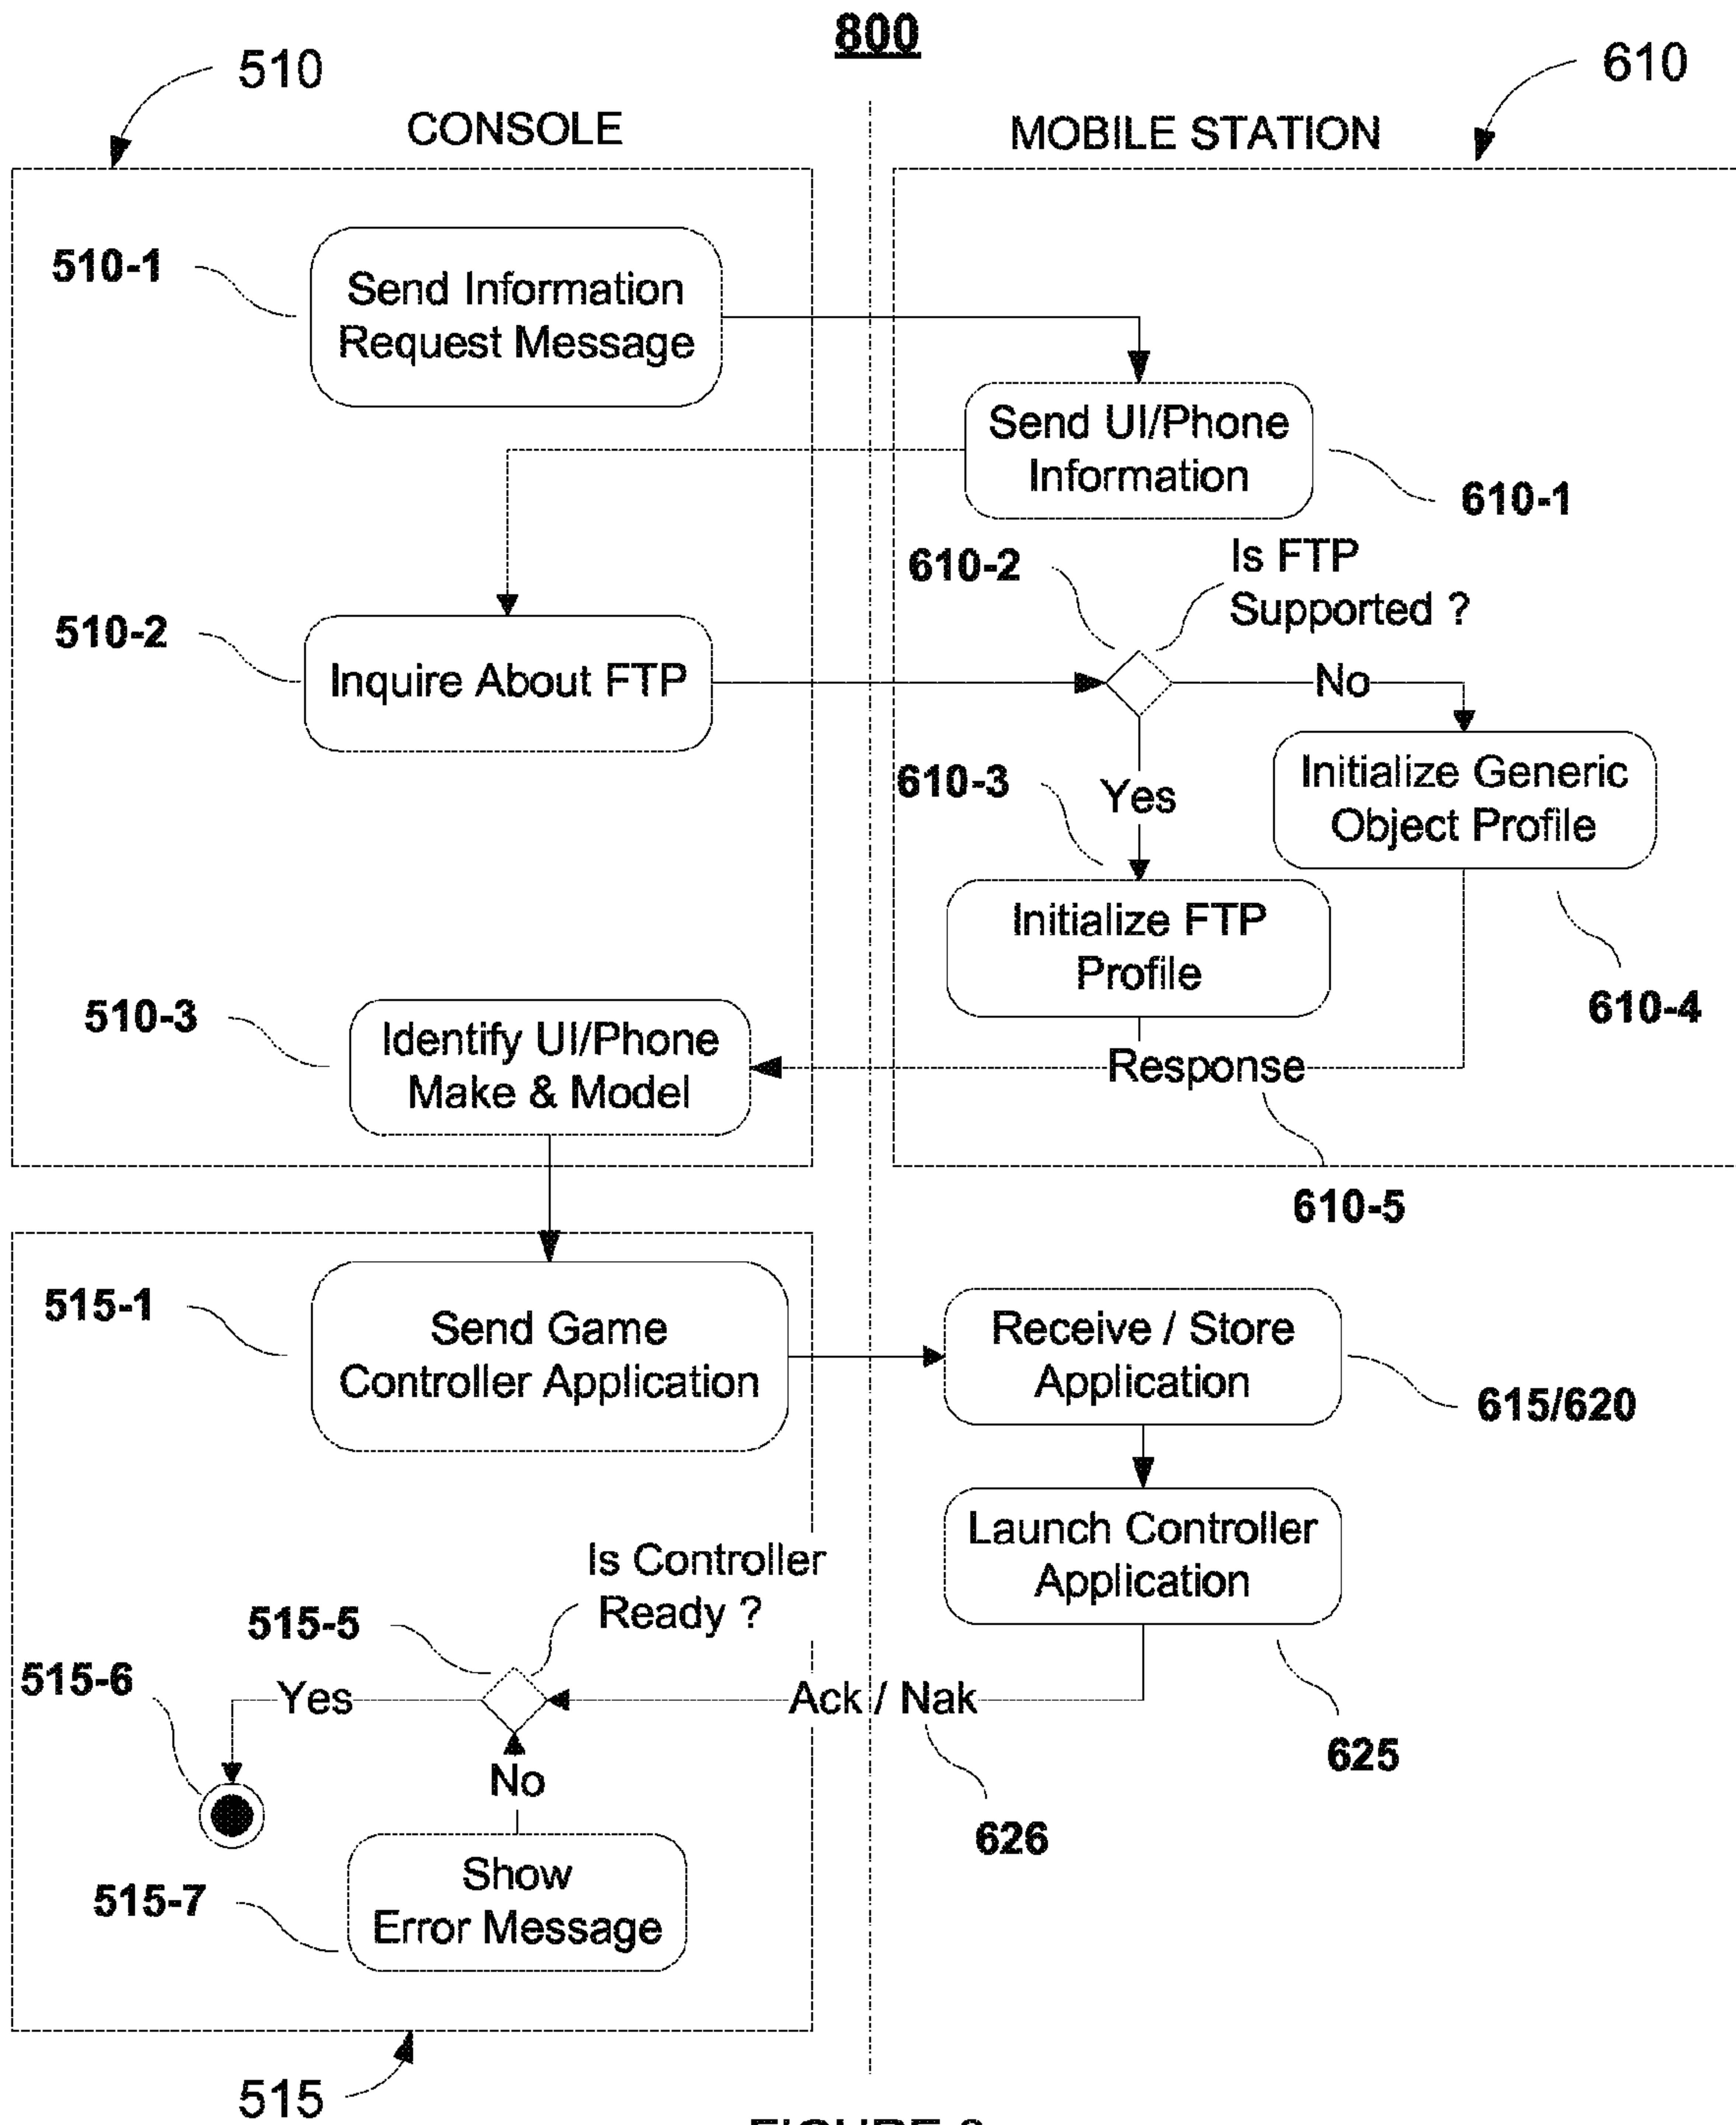 800
510
610
CONSOLE
MOBILE STATION
510-1
Send Information
Request Message
Send UI/Phone
Information
610-1
610-2
Is FTP
Supported ?
510-2
Inquire About FTP
No
610-3
Yes
Initialize Generic
Object Profile
Initialize FTP
Profile
510-3
610-4
Identify UI/Phone
Make & Model
Response
610-5
515-1
Send Game
Controller Application
Receive / Store
Application
615/620
Launch Controller
Application
Is Controller
Ready ?
515-5
515-6
Yes
Ack / Nak
625
No
626
Show
Error Message
515-7
515